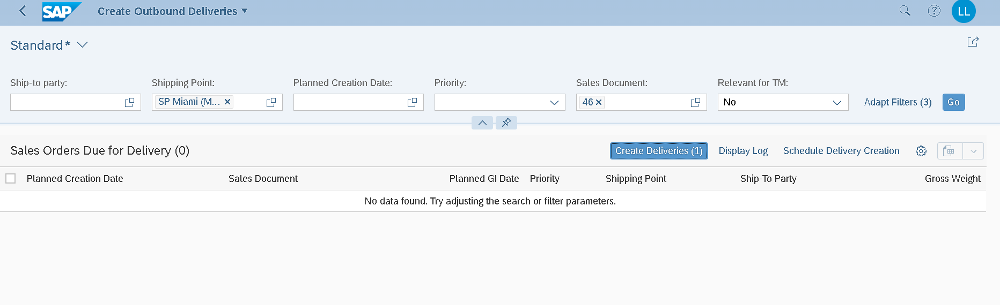 SAP Create Outbound Deliveries LL
Standard*
Ship-to party: Shipping Point: Planned Creation Date: Priority: Sales Document: Relevant for TM:
SP Miami (M... 46 No Adapt Filters (3) Go
Sales Orders Due for Delivery (0) Create Deliveries (1) Display Log Schedule Delivery Creation
Planned Creation Date Sales Document Planned GI Date Priority Shipping Point Ship-To Party Gross Weight
No data found. Try adjusting the search or filter parameters.